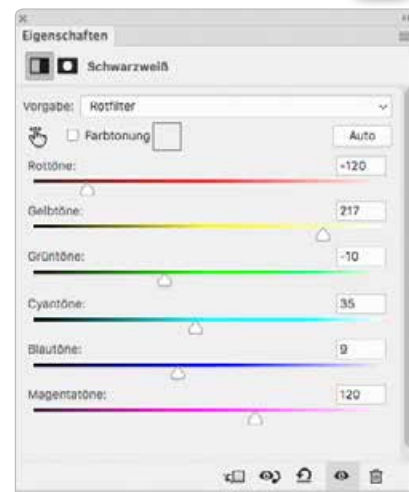 Eigenschaften
Schwarzweiß
Vorgabe: Rotfilter
Farbtonung Auto
Rottöne: -120
Gelbtöne: 217
Grüntöne: -10
Cyantöne: 35
Blautöne: 9
Magentatöne: 120